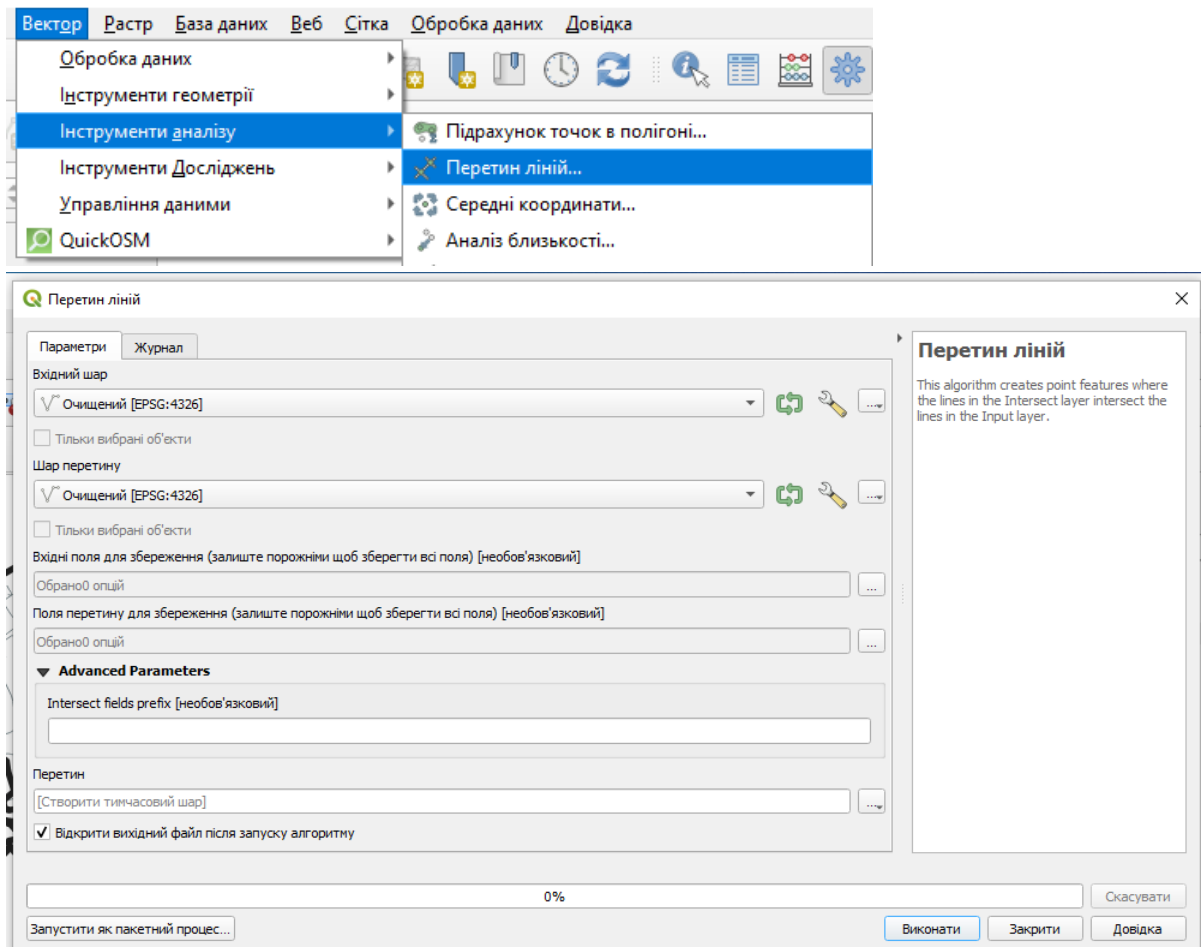 Вектор Растр База даних Веб Сітка Обробка даних Довідка
Обробка даних
Інструменти геометрії
Інструменти аналізу
Підрахунок точок в полігоні...
Інструменти Досліджень
Перетин ліній...
Управління даними
Середні координати...
QuickOSM
Аналіз близькості...
Перетин ліній
Параметри Журнал
Вхідний шар
Очищений [EPSG:4326]
...
Тільки вибрані об'єкти
Шар перетину
Очищений [EPSG:4326]
...
Тільки вибрані об'єкти
Вхідні поля для збереження (залиште порожніми щоб зберегти всі поля) [необов'язковий]
Обрано0 опцій
...
Поля перетину для збереження (залиште порожніми щоб зберегти всі поля) [необов'язковий]
Обрано0 опцій
...
Advanced Parameters
Intersect fields prefix [необов'язковий]
Перетин
[Створити тимчасовий шар]
...
Відкрити вихідний файл після запуску алгоритму
Перетин ліній
This algorithm creates point features where
the lines in the Intersect layer intersect the
lines in the Input layer.
0%
Скасувати
Запустити як пакетний процес...
Виконати Закрити Довідка